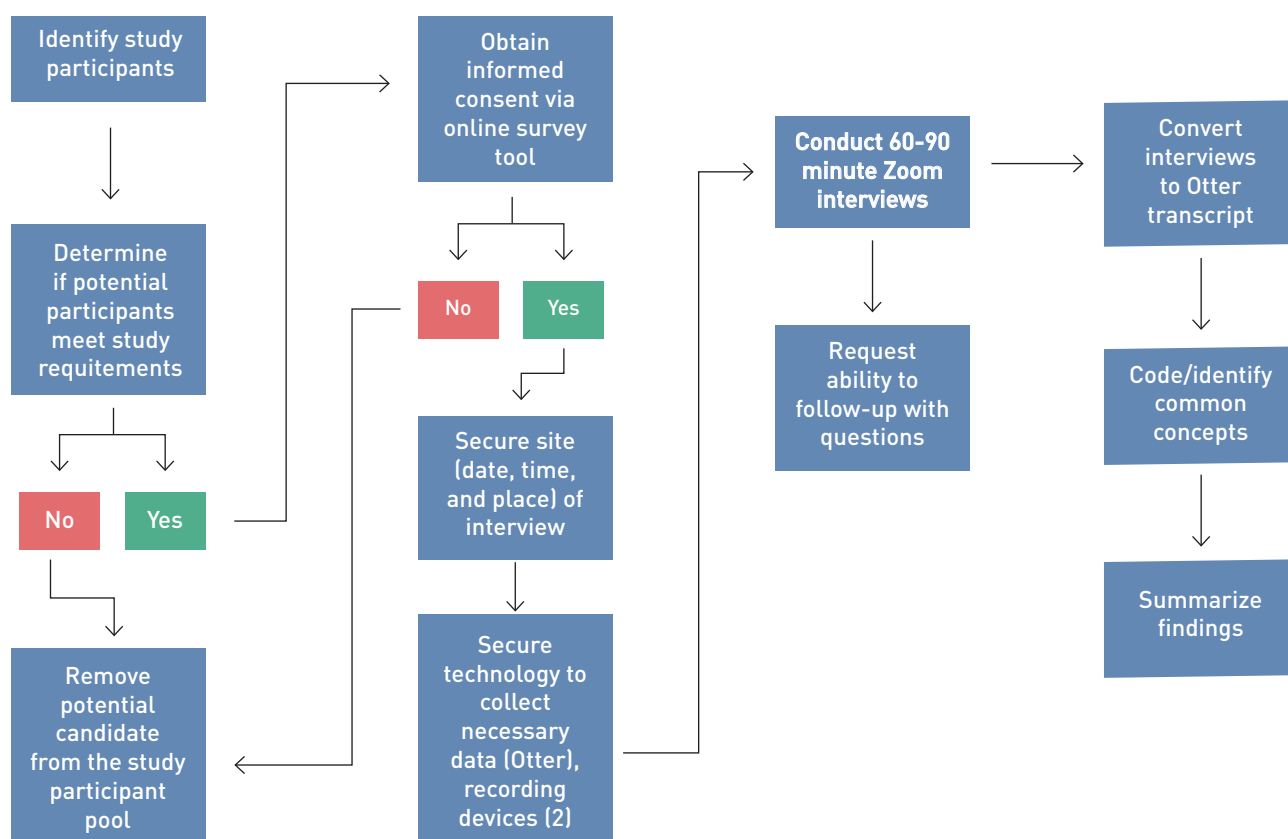 Identify study
participants
Determine
if potential
participants
meet study
requitements
No
Yes
Remove
potential
candidate
from the study
participant
pool
Obtain
informed
consent via
online survey
tool
No
Yes
Secure site
(date, time,
and place) of
interview
Secure
technology to
collect
necessary
data (Otter),
recording
devices (2)
Conduct 60-90
minute Zoom
interviews
Request
ability to
follow-up with
questions
Convert
interviews
to Otter
transcript
Code/identify
common
concepts
Summarize
findings